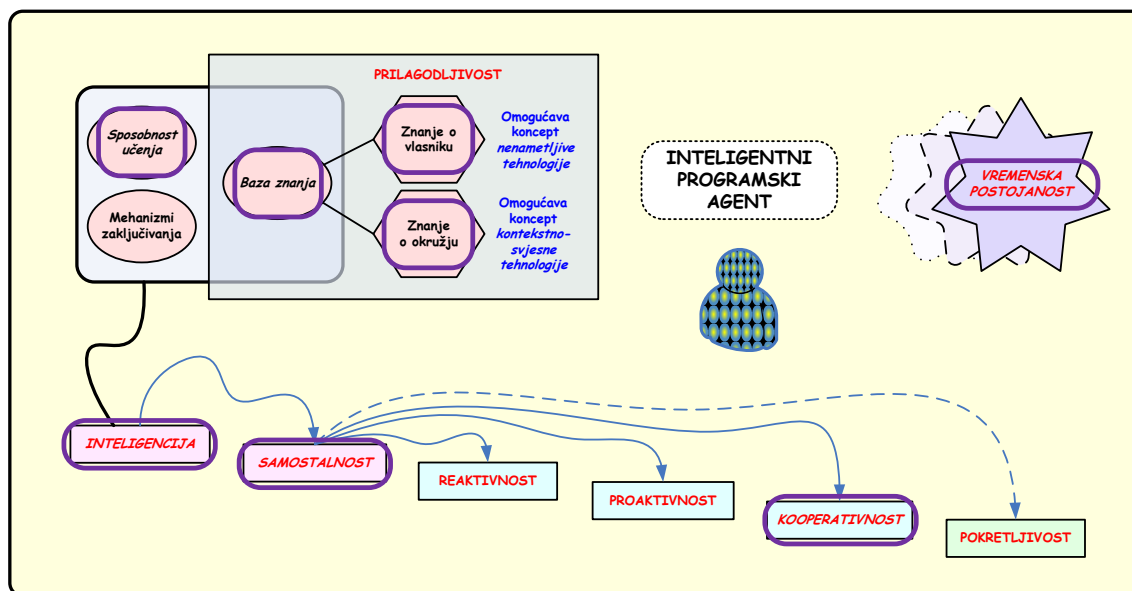 PRILAGODLJIVOST
Sposobnost
učenja
Mehanizmi
zaključivanja
Baza znanja
Znanje o
vlasniku
Znanje
o okružju
Omogućava
koncept
nenametljive
tehnologije
Omogućava
koncept
kontekstno-
svjesne
tehnologije
INTELIGENTNI
PROGRAMSKI
AGENT
VREMENSKA
POSTOJANOST
INTELIGENCIJA
SAMOSTALNOST
REAKTIVNOST
PROAKTIVNOST
KOOPERATIVNOST
POKRETLJIVOST